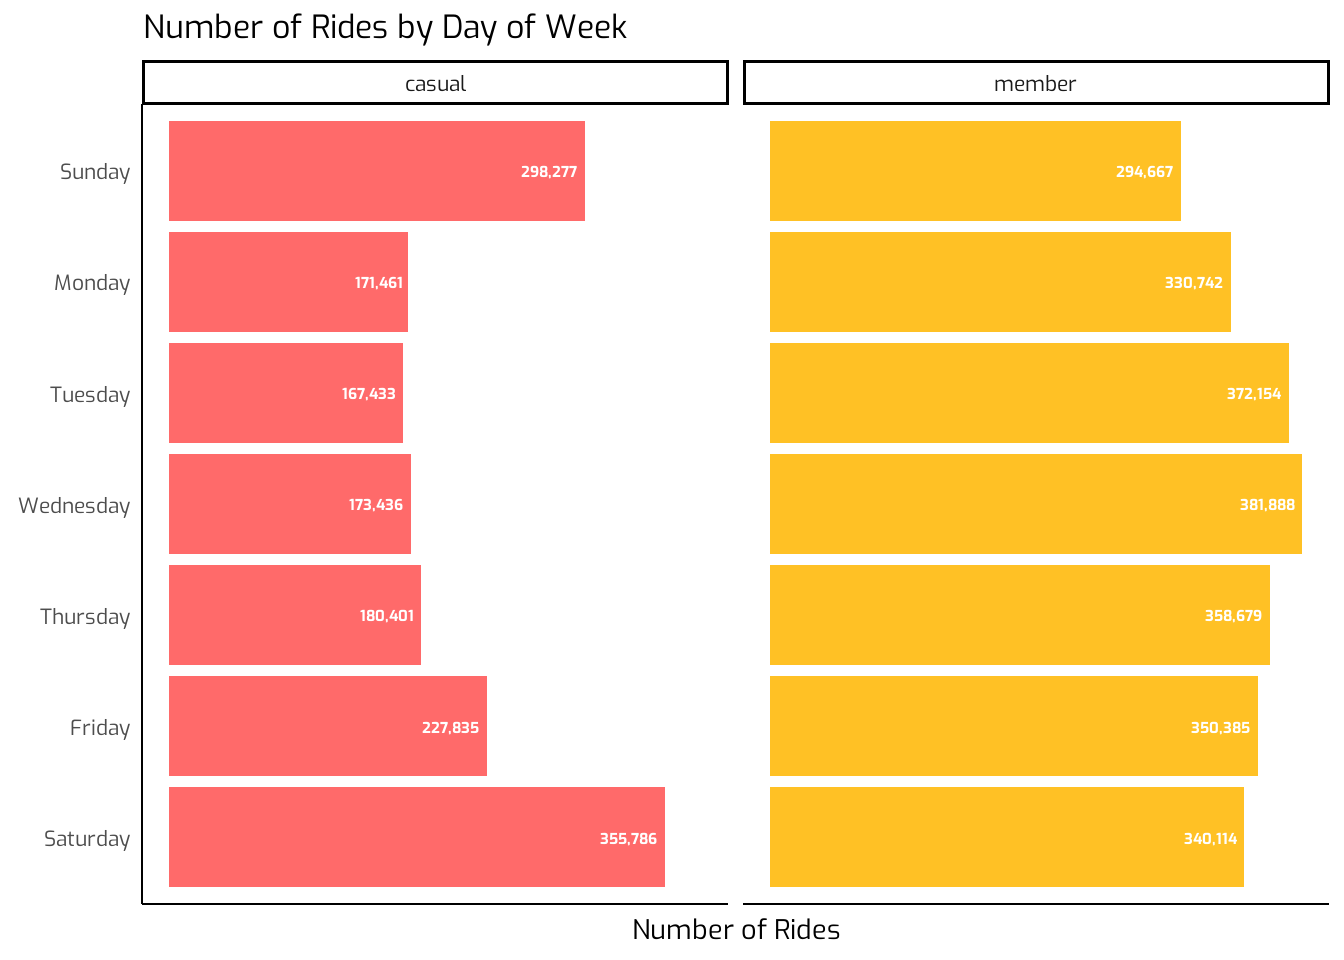 Number of Rides by Day of Week
casual member
Sunday 298,277 294,667
Monday 171,461 330,742
Tuesday 167,433 372,154
Wednesday 173,436 381,888
Thursday 180,401 358,679
Friday 227,835 350,385
Saturday 355,786 340,114
Number of Rides